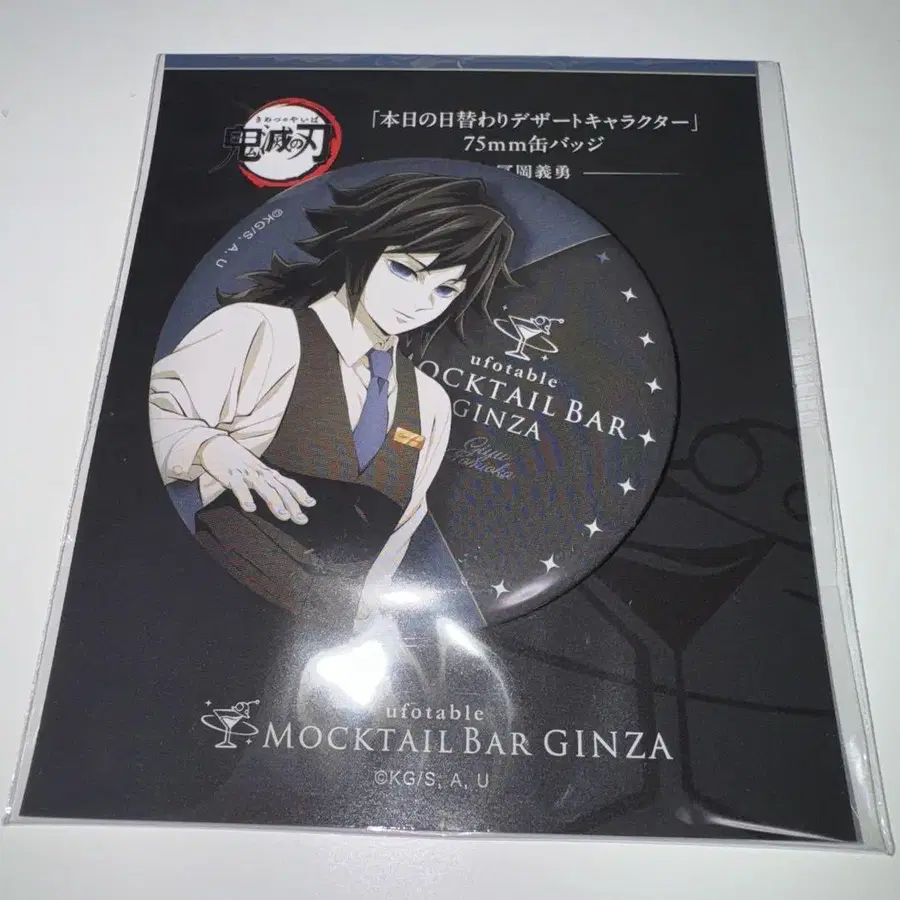 きめつのやいば
鬼滅の刃
「本日の日替わりデザートキャラクター」
75mm缶バッジ
冨岡義勇
©KG/S, A, U
ufotable
OCKTAIL BAR
GINZA
Giyu
Tomioka
ufotable
MOCKTAIL BAR GINZA
©KG/S, A, U